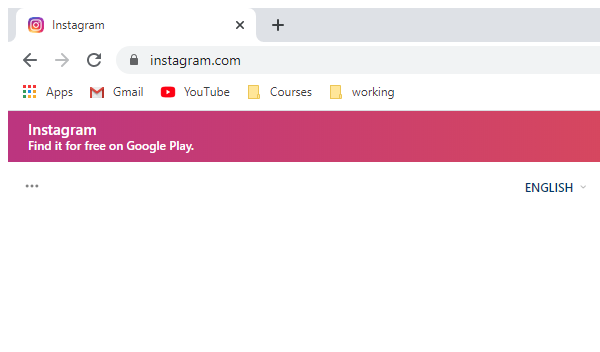 Instagram
instagram.com
Apps Gmail YouTube Courses working
Instagram
Find it for free on Google Play.
ENGLISH